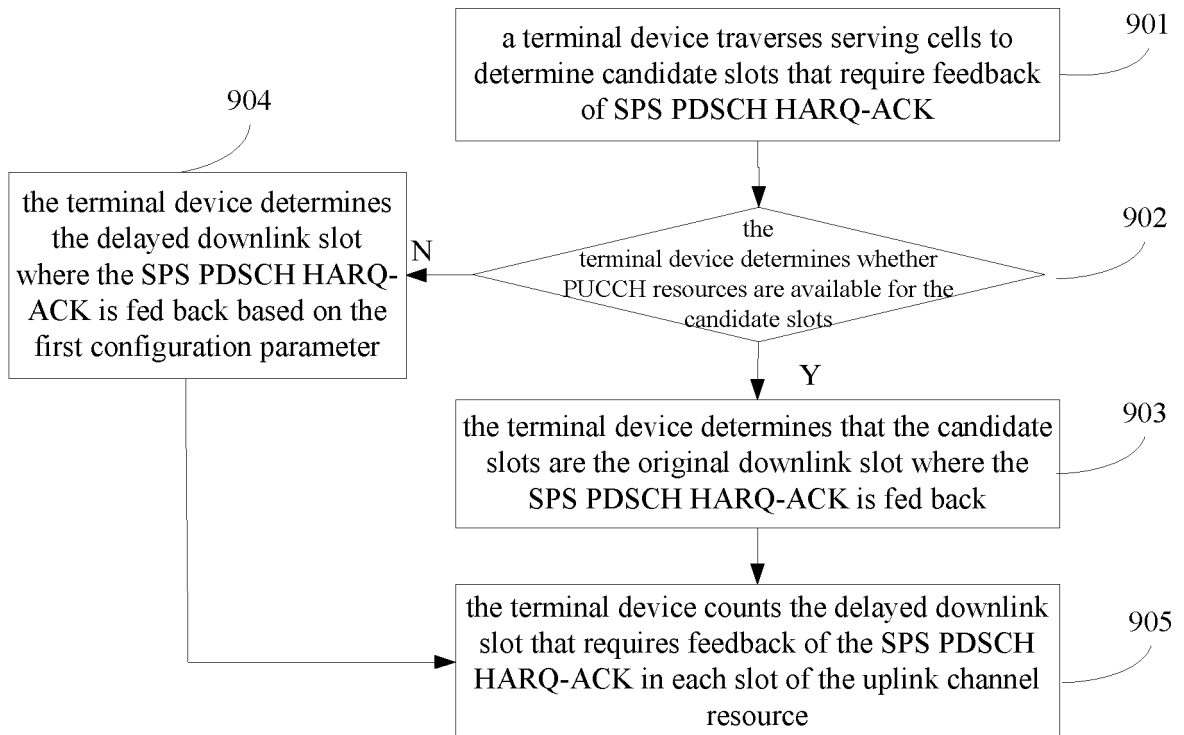 a terminal device traverses serving cells to
determine candidate slots that require feedback
of SPS PDSCH HARQ-ACK
901
904
the terminal device determines
the delayed downlink slot
where the SPS PDSCH HARQ-
ACK is fed back based on the
first configuration parameter
N
the
terminal device determines whether
PUCCH resources are available for the
candidate slots
902
Y
the terminal device determines that the candidate
slots are the original downlink slot where the
SPS PDSCH HARQ-ACK is fed back
903
the terminal device counts the delayed downlink
slot that requires feedback of the SPS PDSCH
HARQ-ACK in each slot of the uplink channel
resource
905